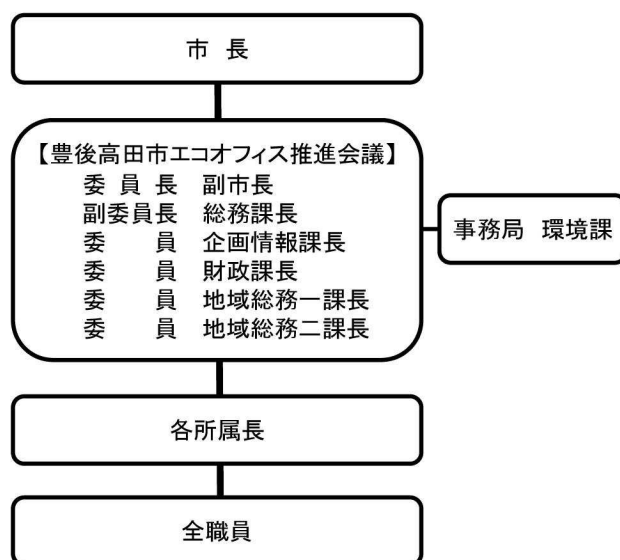 市 長
【豊後高田市エコオフィス推進会議】
委 員 長 副市長
副委員長 総務課長
委 員 企画情報課長
委 員 財政課長
委 員 地域総務一課長
委 員 地域総務二課長
事務局 環境課
各所属長
全職員